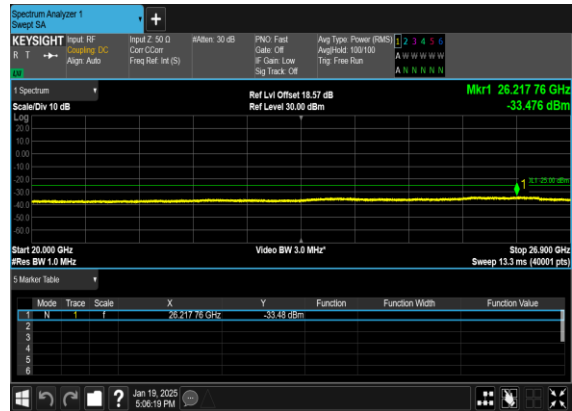 Spectrum Analyzer 1
Swept SA
KEYSIGHT
R T
Input: RF
Coupling: DC
Align: Auto
Input Z: 50 Ω
Corr CCorr
Freq Ref: Int (S)
#Atten: 30 dB
PNO: Fast
Gate: Off
IF Gain: Low
Sig Track: Off
Avg Type: Power (RMS)
Avg|Hold: 100/100
Trig: Free Run
1 2 3 4 5 6
A W W W W W
A N N N N N
1 Spectrum
Scale/Div 10 dB
Ref Lvl Offset 18.57 dB
Ref Level 30.00 dBm
Mkr1 26.217 76 GHz
-33.476 dBm
Log
20.0
10.0
0.00
-10.0
-20.0
-30.0
-40.0
-50.0
-60.0
1
-25.00 dBm
Start 20.000 GHz
#Res BW 1.0 MHz
Video BW 3.0 MHz*
Stop 26.900 GHz
Sweep 13.3 ms (40001 pts)
5 Marker Table
Mode Trace Scale X Y Function Function Width Function Value
1 N 1 f 26.217 76 GHz -33.48 dBm
2
3
4
5
6
?
Jan 19, 2025
5:06:19 PM